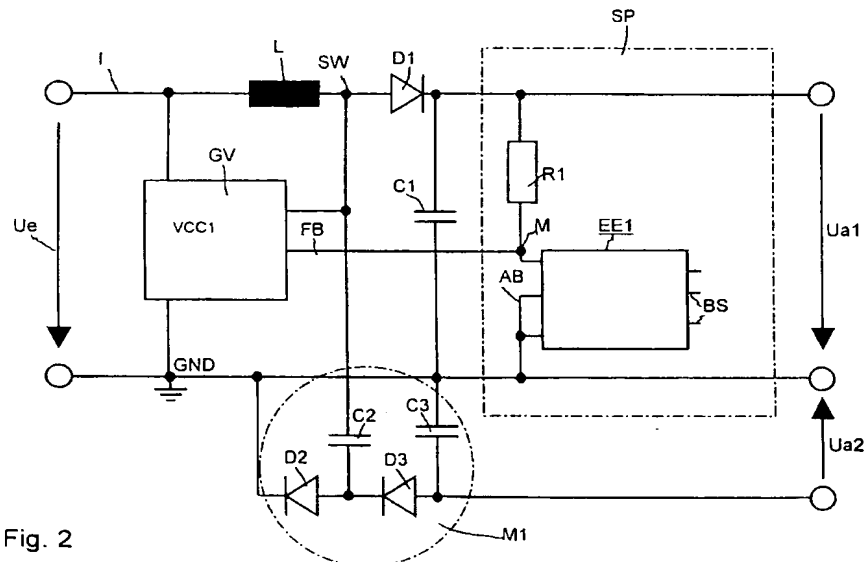 SP
I
L
SW
D1
GV
VCC1
FB
C1
R1
M
EE1
AB
BS
Ue
Ua1
GND
C2
C3
D2
D3
Ua2
M1
Fig. 2